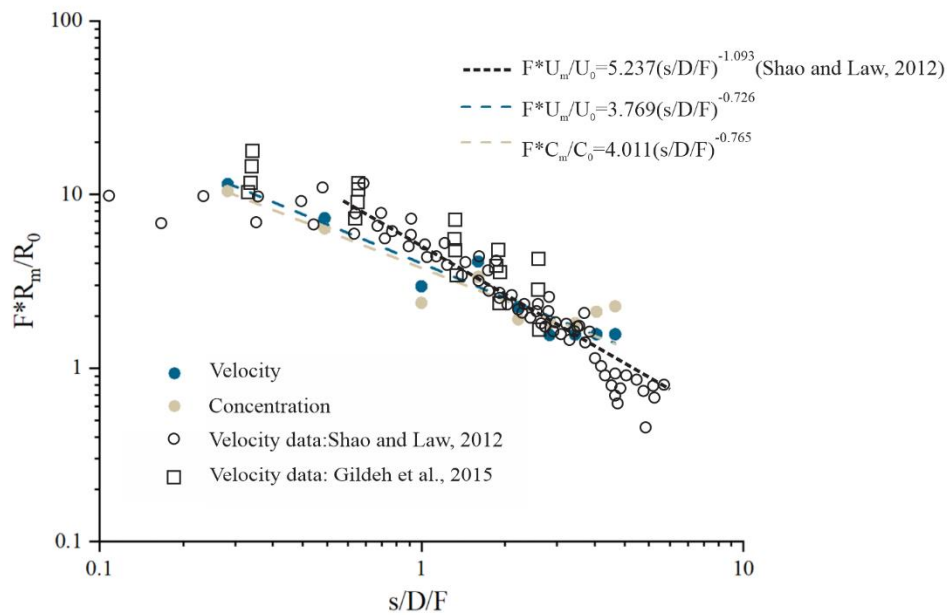 100
F*Uₘ/U₀=5.237(s/D/F)⁻¹·⁰⁹³ (Shao and Law, 2012)
F*Uₘ/U₀=3.769(s/D/F)⁻⁰·⁷²⁶
F*Cₘ/C₀=4.011(s/D/F)⁻⁰·⁷⁶⁵
10
F*Rₘ/R₀
1
Velocity
Concentration
Velocity data:Shao and Law, 2012
Velocity data: Gildeh et al., 2015
0.1
0.1 1 10
s/D/F